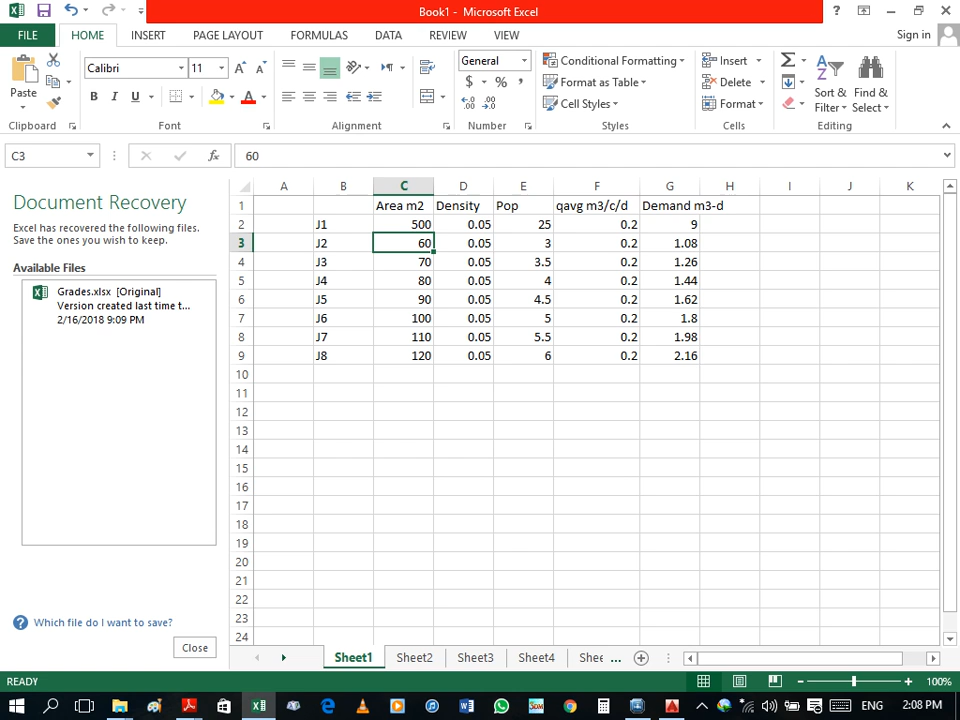 Book1 - Microsoft Excel
FILE HOME INSERT PAGE LAYOUT FORMULAS DATA REVIEW VIEW Sign in
Paste
Calibri 11
B I U
General
$ % ,
Conditional Formatting
Format as Table
Cell Styles
Insert
Delete
Format
Sort & Filter
Find & Select
Clipboard Font Alignment Number Styles Cells Editing
C3 fx 60
Document Recovery
Excel has recovered the following files.
Save the ones you wish to keep.
Available Files
Grades.xlsx [Original]
Version created last time t...
2/16/2018 9:09 PM
Which file do I want to save?
Close
A B C D E F G H I J K
1 Area m2 Density Pop qavg m3/c/d Demand m3-d
2 J1 500 0.05 25 0.2 9
3 J2 60 0.05 3 0.2 1.08
4 J3 70 0.05 3.5 0.2 1.26
5 J4 80 0.05 4 0.2 1.44
6 J5 90 0.05 4.5 0.2 1.62
7 J6 100 0.05 5 0.2 1.8
8 J7 110 0.05 5.5 0.2 1.98
9 J8 120 0.05 6 0.2 2.16
10
11
12
13
14
15
16
17
18
19
20
21
22
23
24
Sheet1 Sheet2 Sheet3 Sheet4 Shee ...
READY 100%
ENG 2:08 PM